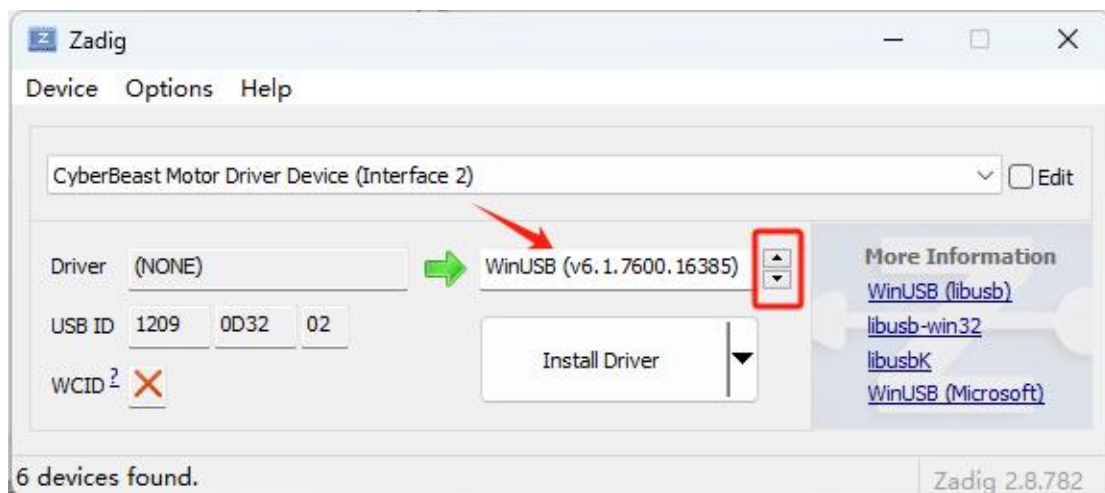 Zadig
Device Options Help
CyberBeast Motor Driver Device (Interface 2)
Edit
Driver (NONE) WinUSB (v6.1.7600.16385)
USB ID 1209 0D32 02
WCID ?
Install Driver
More Information
WinUSB (libusb)
libusb-win32
libusbK
WinUSB (Microsoft)
6 devices found.
Zadig 2.8.782